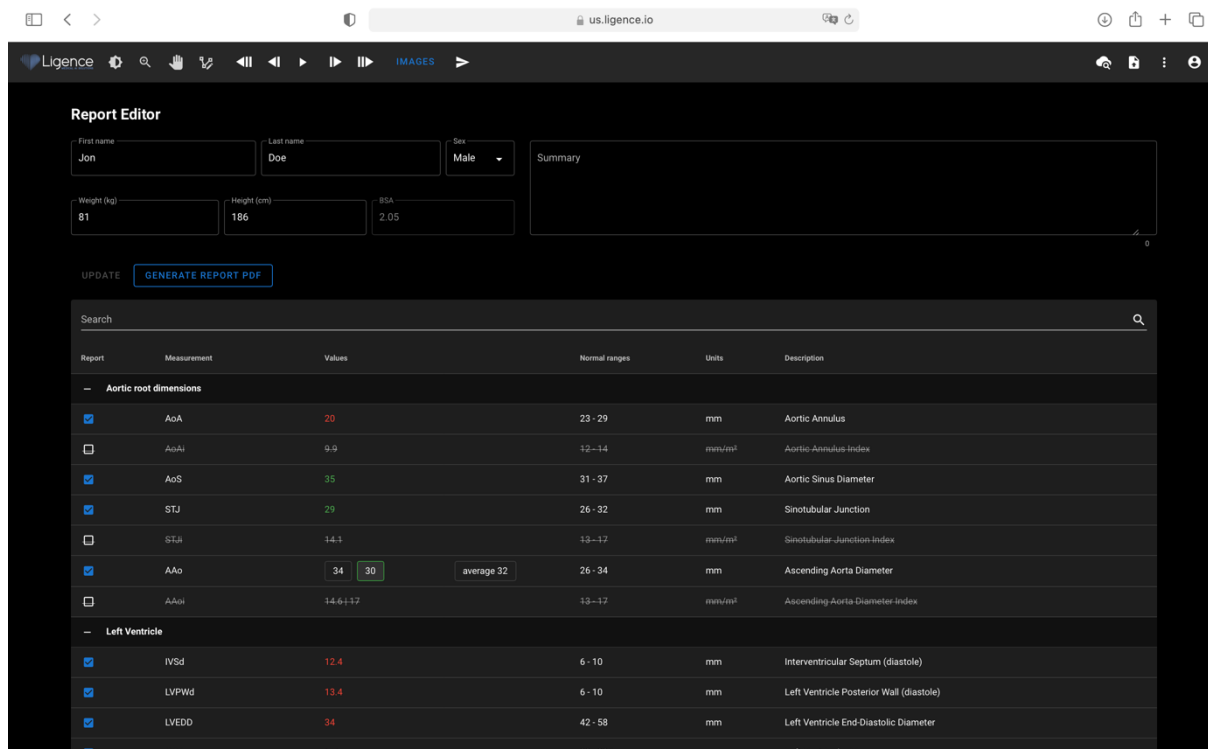 us.ligence.io
Ligence
IMAGES
Report Editor
First name
Jon
Last name
Doe
Sex
Male
Summary
Weight (kg)
81
Height (cm)
186
BSA
2.05
0
UPDATE GENERATE REPORT PDF
Search
Report Measurement Values Normal ranges Units Description
Aortic root dimensions
AoA 20 23 - 29 mm Aortic Annulus
AoAi 9.9 12 - 14 mm/m² Aortic Annulus Index
AoS 35 31 - 37 mm Aortic Sinus Diameter
STJ 29 26 - 32 mm Sinotubular Junction
STJi 14.1 13 - 17 mm/m² Sinotubular Junction Index
AAo 34 30 average 32 26 - 34 mm Ascending Aorta Diameter
AAoi 14.6 | 17 13 - 17 mm/m² Ascending Aorta Diameter Index
Left Ventricle
IVSd 12.4 6 - 10 mm Interventricular Septum (diastole)
LVPWd 13.4 6 - 10 mm Left Ventricle Posterior Wall (diastole)
LVEDD 34 42 - 58 mm Left Ventricle End-Diastolic Diameter